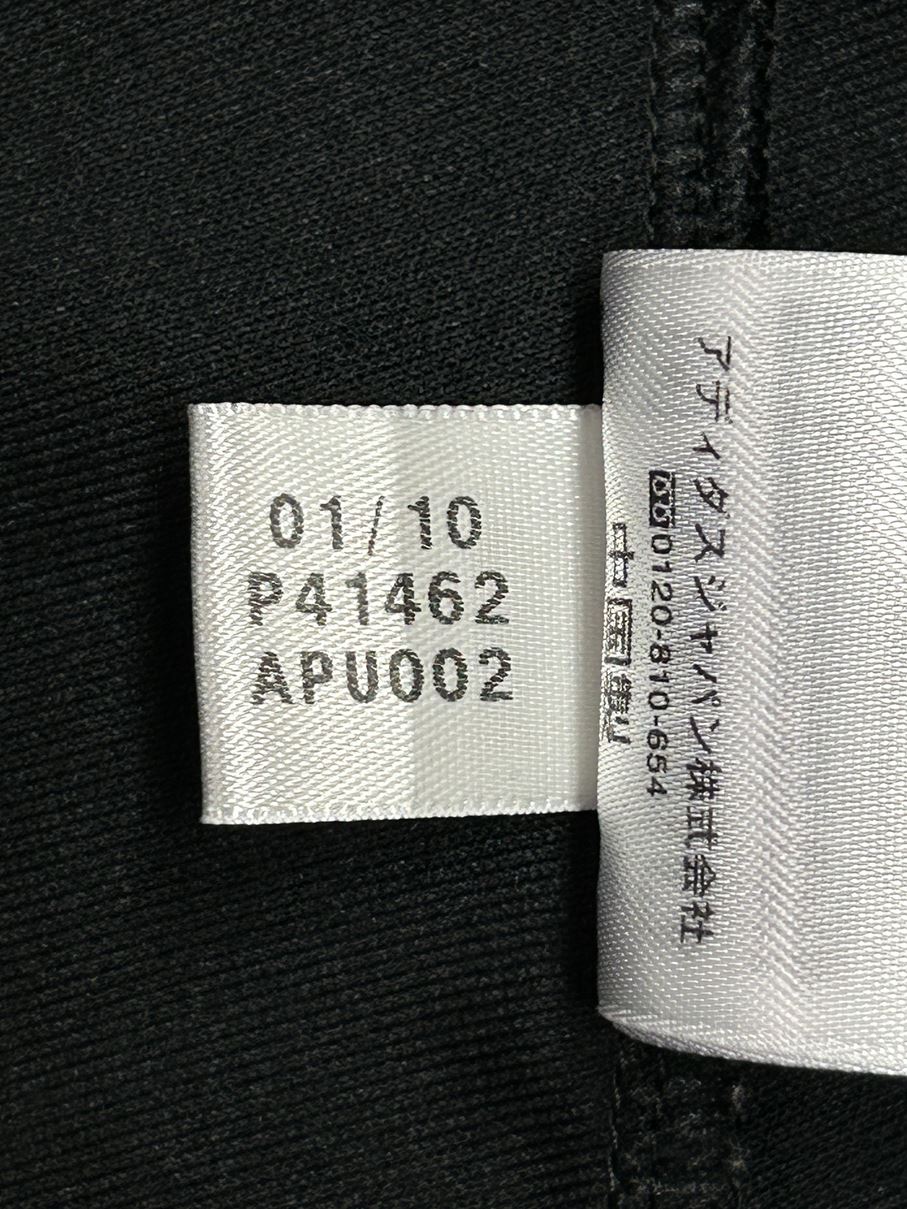 01/10
P41462
APU002
アディダスジャパン株式会社
0120-810-654
中国製